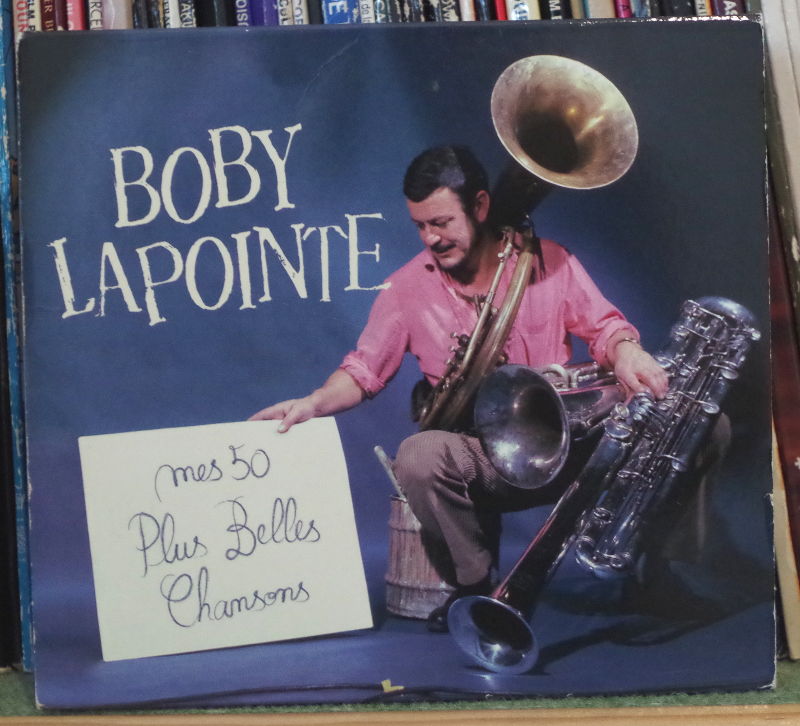 BOBY
LAPOINTE
mes 50
Plus Belles
Chansons